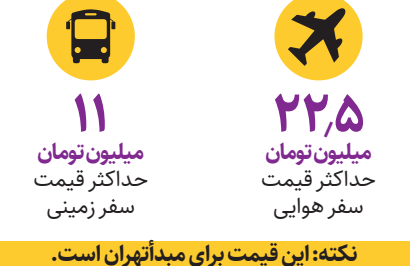 ۲۲٫۵
میلیون تومان
حداکثر قیمت
سفر هوایی
۱۱
میلیون تومان
حداکثر قیمت
سفر زمینی
نکته: این قیمت برای مبدأ تهران است.